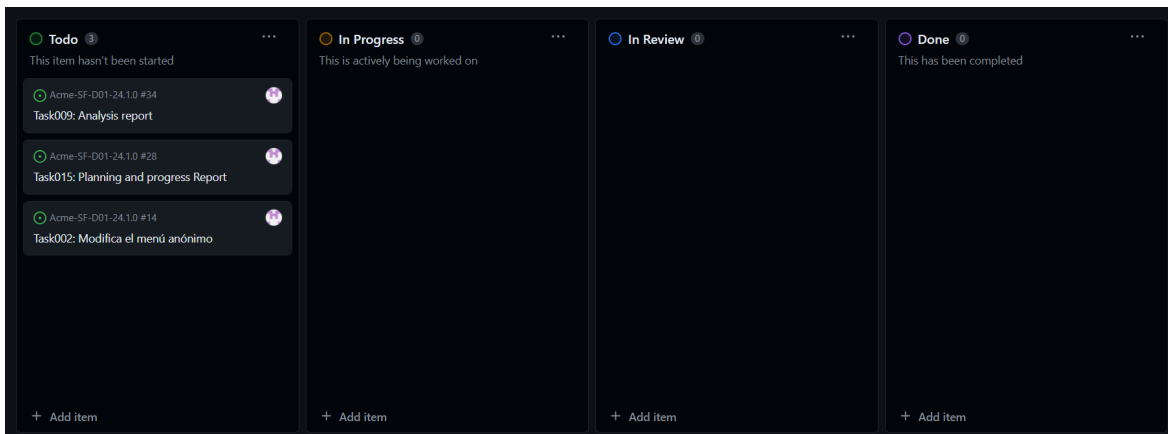 Todo 3
This item hasn't been started
Acme-SF-D01-24.1.0 #34
Task009: Analysis report
Acme-SF-D01-24.1.0 #28
Task015: Planning and progress Report
Acme-SF-D01-24.1.0 #14
Task002: Modifica el menú anónimo
+ Add item
In Progress 0
This is actively being worked on
+ Add item
In Review 0
+ Add item
Done 0
This has been completed
+ Add item